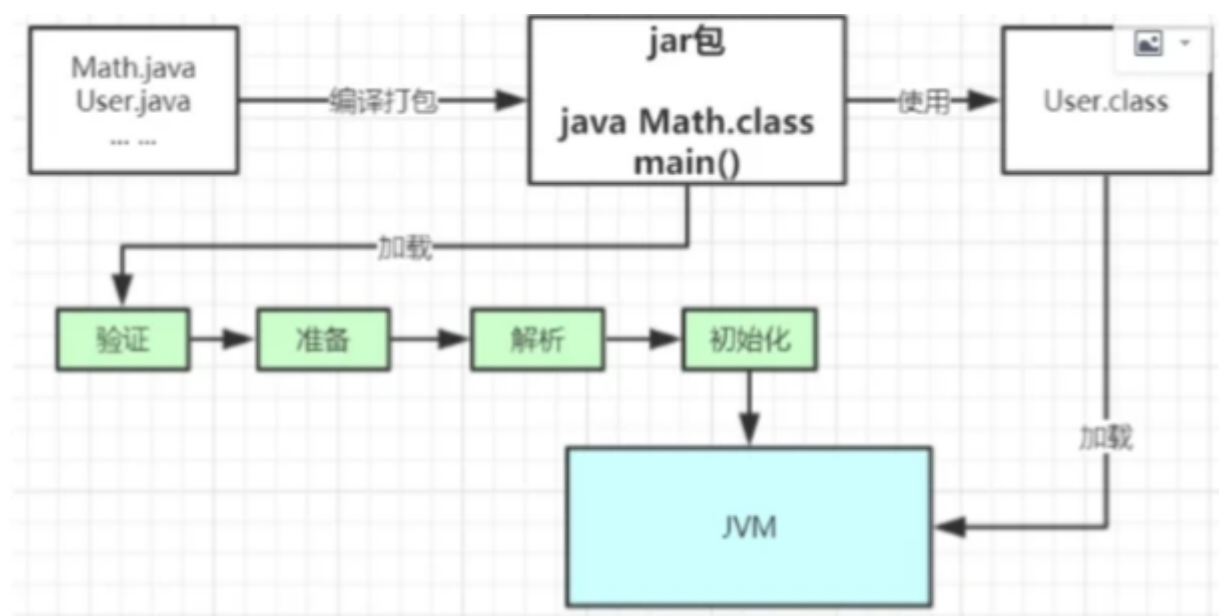 Math.java
User.java
... ...
编译打包
jar包
java Math.class
main()
使用
User.class
加载
验证
准备
解析
初始化
加载
JVM